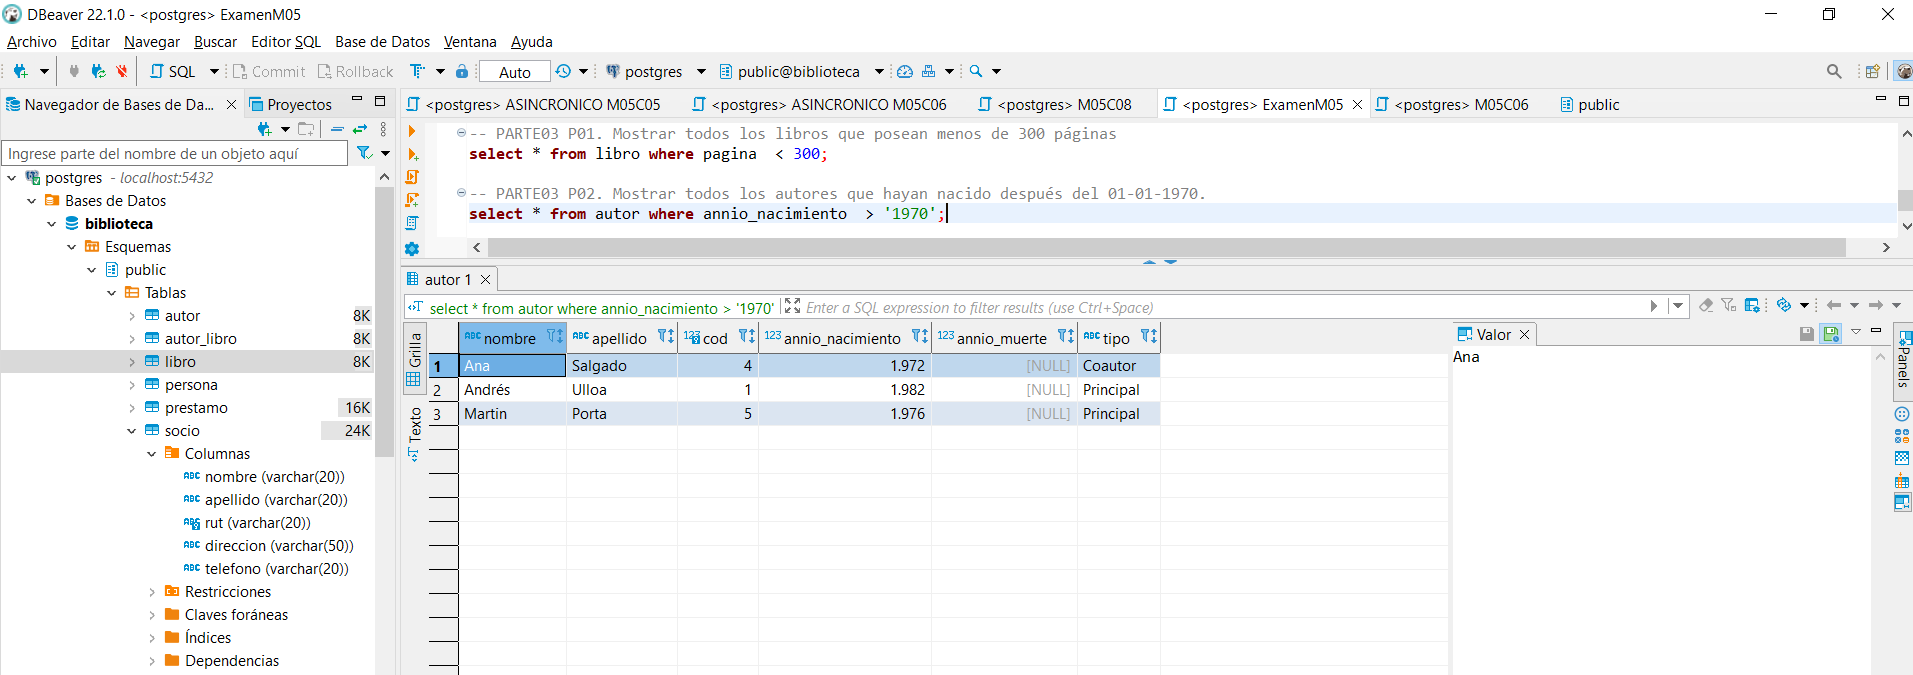 DBeaver 22.1.0 - <postgres> ExamenM05
Archivo Editar Navegar Buscar Editor SQL Base de Datos Ventana Ayuda
SQL Commit Rollback Auto postgres public@biblioteca
Navegador de Bases de Da... Proyectos
<postgres> ASINCRONICO M05C05 <postgres> ASINCRONICO M05C06 <postgres> M05C08 <postgres> ExamenM05 <postgres> M05C06 public
Ingrese parte del nombre de un objeto aquí
postgres - localhost:5432
Bases de Datos
biblioteca
Esquemas
public
Tablas
autor 8K
autor_libro 8K
libro 8K
persona
prestamo 16K
socio 24K
Columnas
nombre (varchar(20))
apellido (varchar(20))
rut (varchar(20))
direccion (varchar(50))
telefono (varchar(20))
Restricciones
Claves foráneas
Índices
Dependencias
-- PARTE03 P01. Mostrar todos los libros que posean menos de 300 páginas
select * from libro where pagina < 300;
-- PARTE03 P02. Mostrar todos los autores que hayan nacido después del 01-01-1970.
select * from autor where annio_nacimiento > '1970';
autor 1
select * from autor where annio_nacimiento > '1970' Enter a SQL expression to filter results (use Ctrl+Space)
Grilla
Texto
ABC nombre ABC apellido 123 cod 123 annio_nacimiento 123 annio_muerte ABC tipo
1 Ana Salgado 4 1.972 [NULL] Coautor
2 Andrés Ulloa 1 1.982 [NULL] Principal
3 Martin Porta 5 1.976 [NULL] Principal
Valor
Ana
Panels